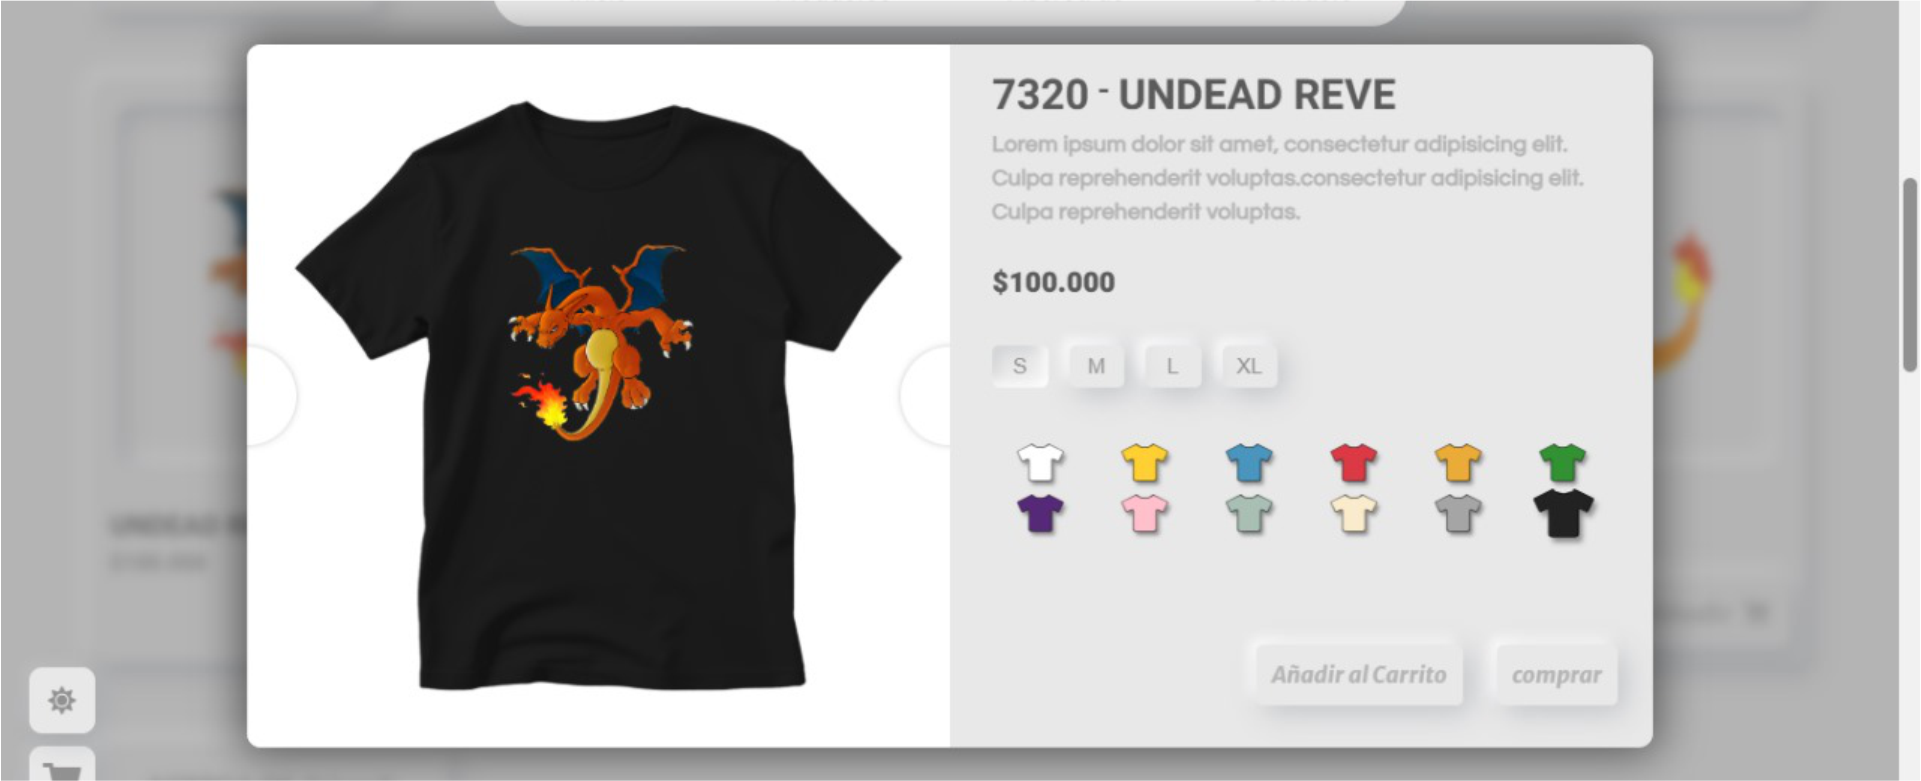 7320 - UNDEAD REVE
Lorem ipsum dolor sit amet, consectetur adipisicing elit.
Culpa reprehenderit voluptas.consectetur adipisicing elit.
Culpa reprehenderit voluptas.
$100.000
S M L XL
UNDEAD
Añadir al Carrito comprar